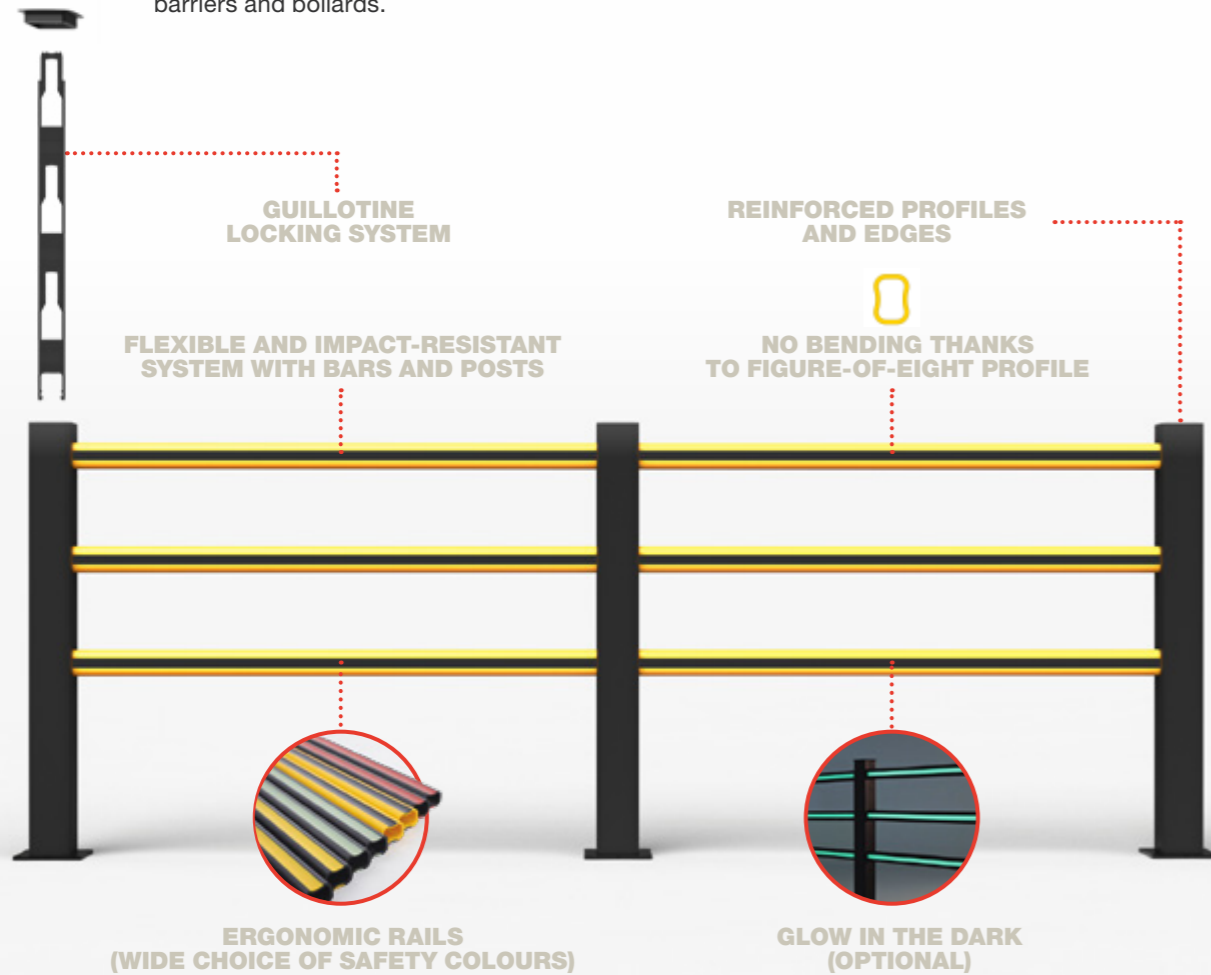 barriers and bollards.
GUILLOTINE
LOCKING SYSTEM
REINFORCED PROFILES
AND EDGES
FLEXIBLE AND IMPACT-RESISTANT
SYSTEM WITH BARS AND POSTS
NO BENDING THANKS
TO FIGURE-OF-EIGHT PROFILE
ERGONOMIC RAILS
(WIDE CHOICE OF SAFETY COLOURS)
GLOW IN THE DARK
(OPTIONAL)